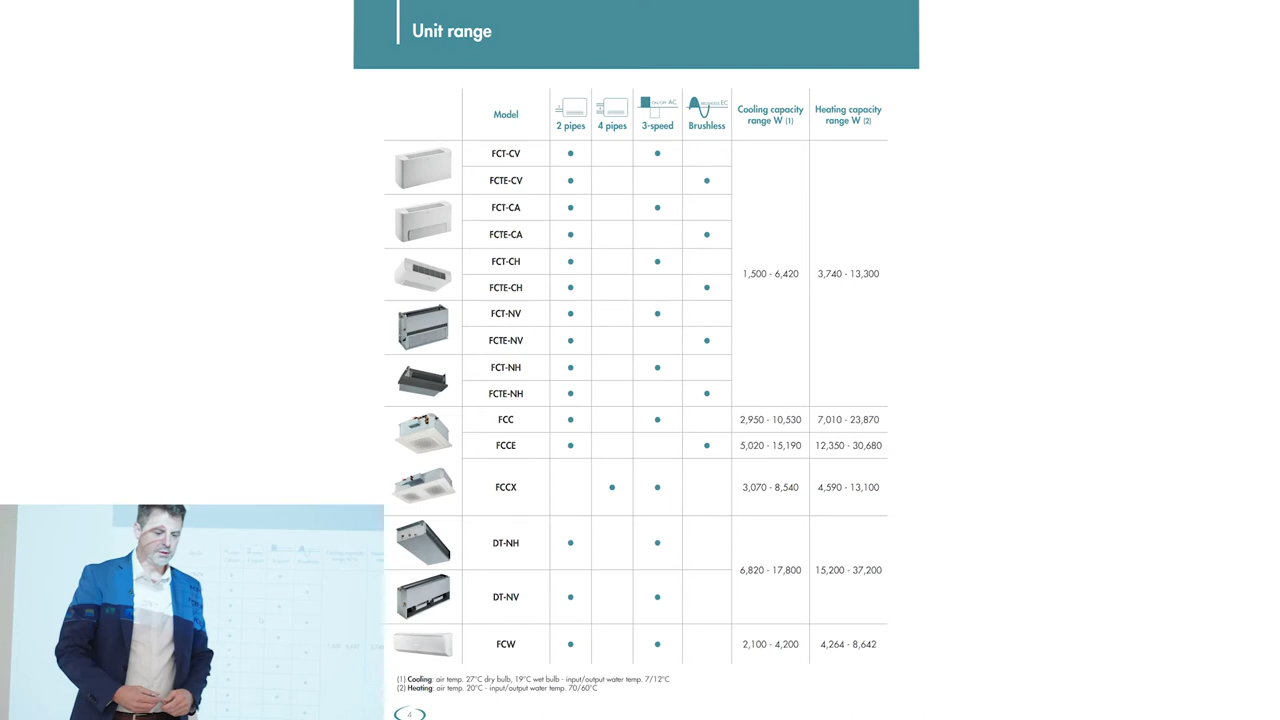 Unit range
Model
2 pipes
4 pipes
ON/OFF AC
3-speed
BRUSHLESS EC
Brushless
Cooling capacity
range W (1)
Heating capacity
range W (2)
FCT-CV
FCTE-CV
FCT-CA
FCTE-CA
FCT-CH
FCTE-CH
1,500 - 6,420
3,740 - 13,300
FCT-NV
FCTE-NV
FCT-NH
FCTE-NH
FCC
2,950 - 10,530
7,010 - 23,870
FCCE
5,020 - 15,190
12,350 - 30,680
FCCX
3,070 - 8,540
4,590 - 13,100
DT-NH
6,820 - 17,800
15,200 - 37,200
DT-NV
FCW
2,100 - 4,200
4,264 - 8,642
(1) Cooling: air temp. 27°C dry bulb, 19°C wet bulb - input/output water temp. 7/12°C
(2) Heating: air temp. 20°C - input/output water temp. 70/60°C
4